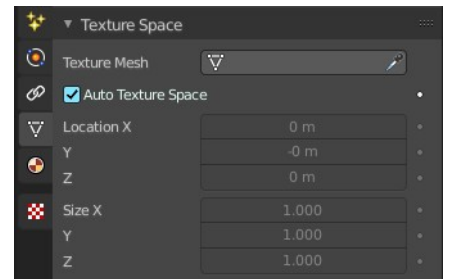 Texture Space
Texture Mesh
Auto Texture Space
Location X 0 m
Y -0 m
Z 0 m
Size X 1.000
Y 1.000
Z 1.000